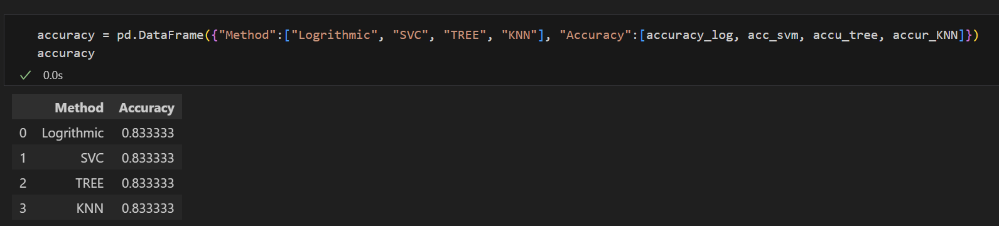 accuracy = pd.DataFrame({"Method":["Logrithmic", "SVC", "TREE", "KNN"], "Accuracy":[accuracy_log, acc_svm, accu_tree, accur_KNN]})
accuracy
0.0s
Method Accuracy
0 Logrithmic 0.833333
1 SVC 0.833333
2 TREE 0.833333
3 KNN 0.833333